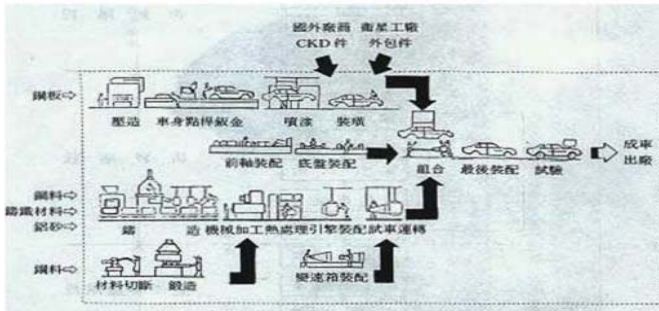 國外廠商 衛星工廠
CKD件 外包件
鋼板
壓造 車身點桿鈑金 噴漆 裝璜
前軸裝配 底盤裝配 組合 最後裝配 試驗
成車
出廠
鋼料
鑄鐵材料
鋁砂
鑄 造 機械加工 熱處理 引擎裝配 試車運轉
鋼料
材料切斷 鍛造 變速箱裝配